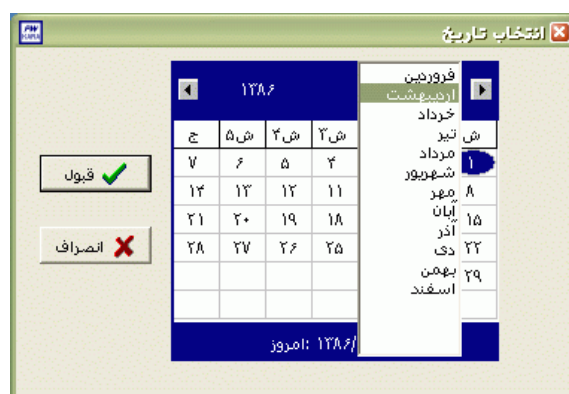 انتخاب تاریخ
۱۳۸۶
فروردین
اردیبهشت
خرداد
تیر
مرداد
شهریور
مهر
آبان
آذر
دی
بهمن
اسفند
ش ش۳ ش۴ ش۵ ج
۱ ۴ ۵ ۶ ۷
۸ ۱۱ ۱۲ ۱۳ ۱۴
۱۵ ۱۸ ۱۹ ۲۰ ۲۱
۲۲ ۲۵ ۲۶ ۲۷ ۲۸
۲۹
امروز: ۱۳۸۶/
قبول
انصراف